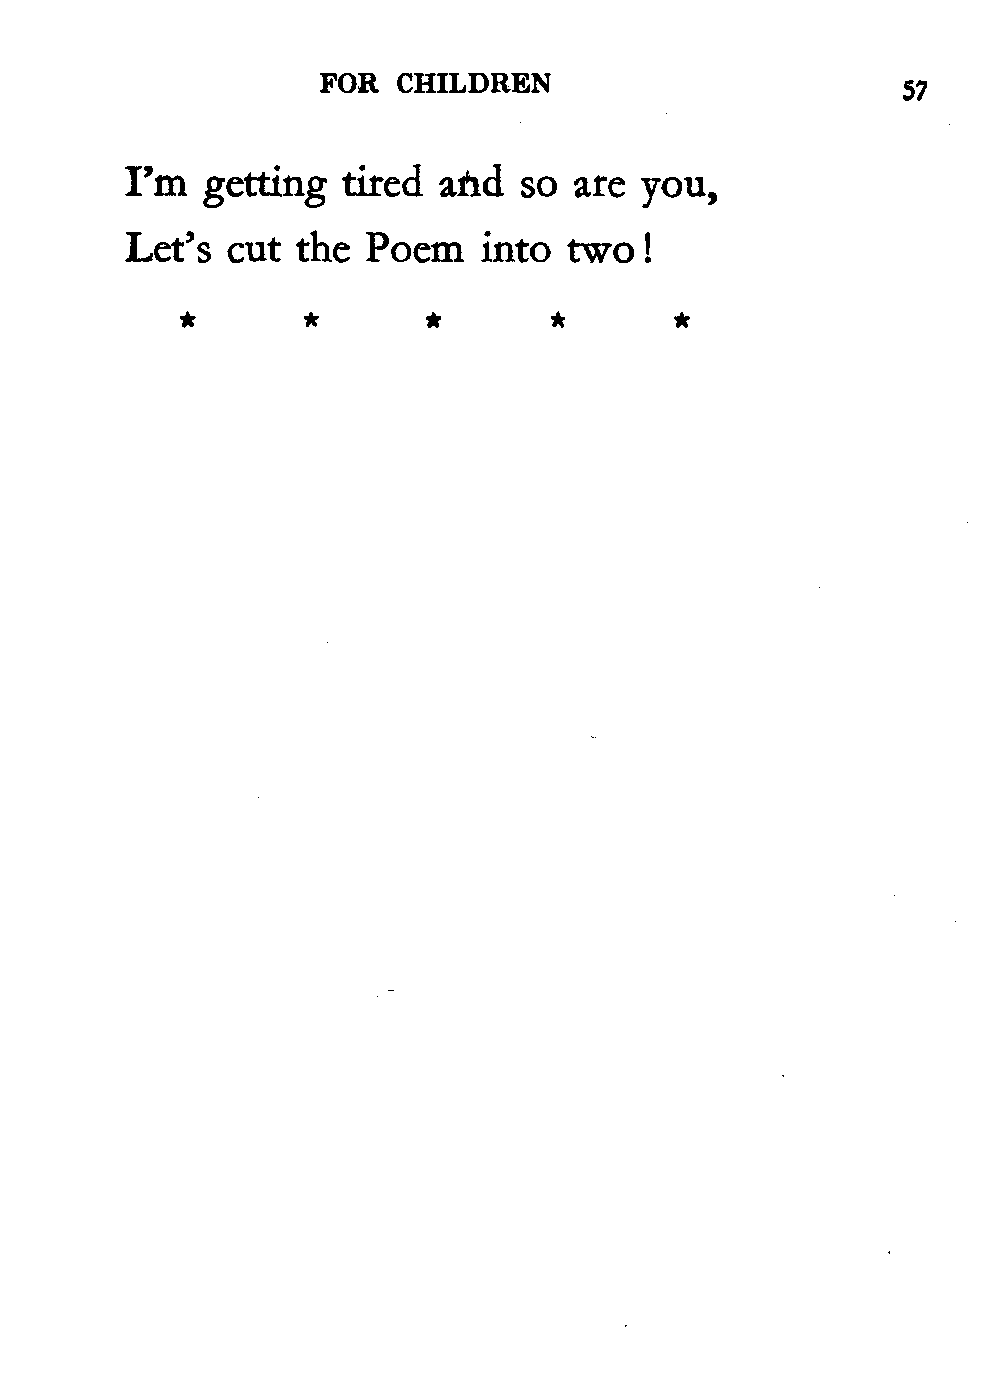 FOR CHILDREN 57
I'm getting tired and so are you,
Let's cut the Poem into two!
* * * * *